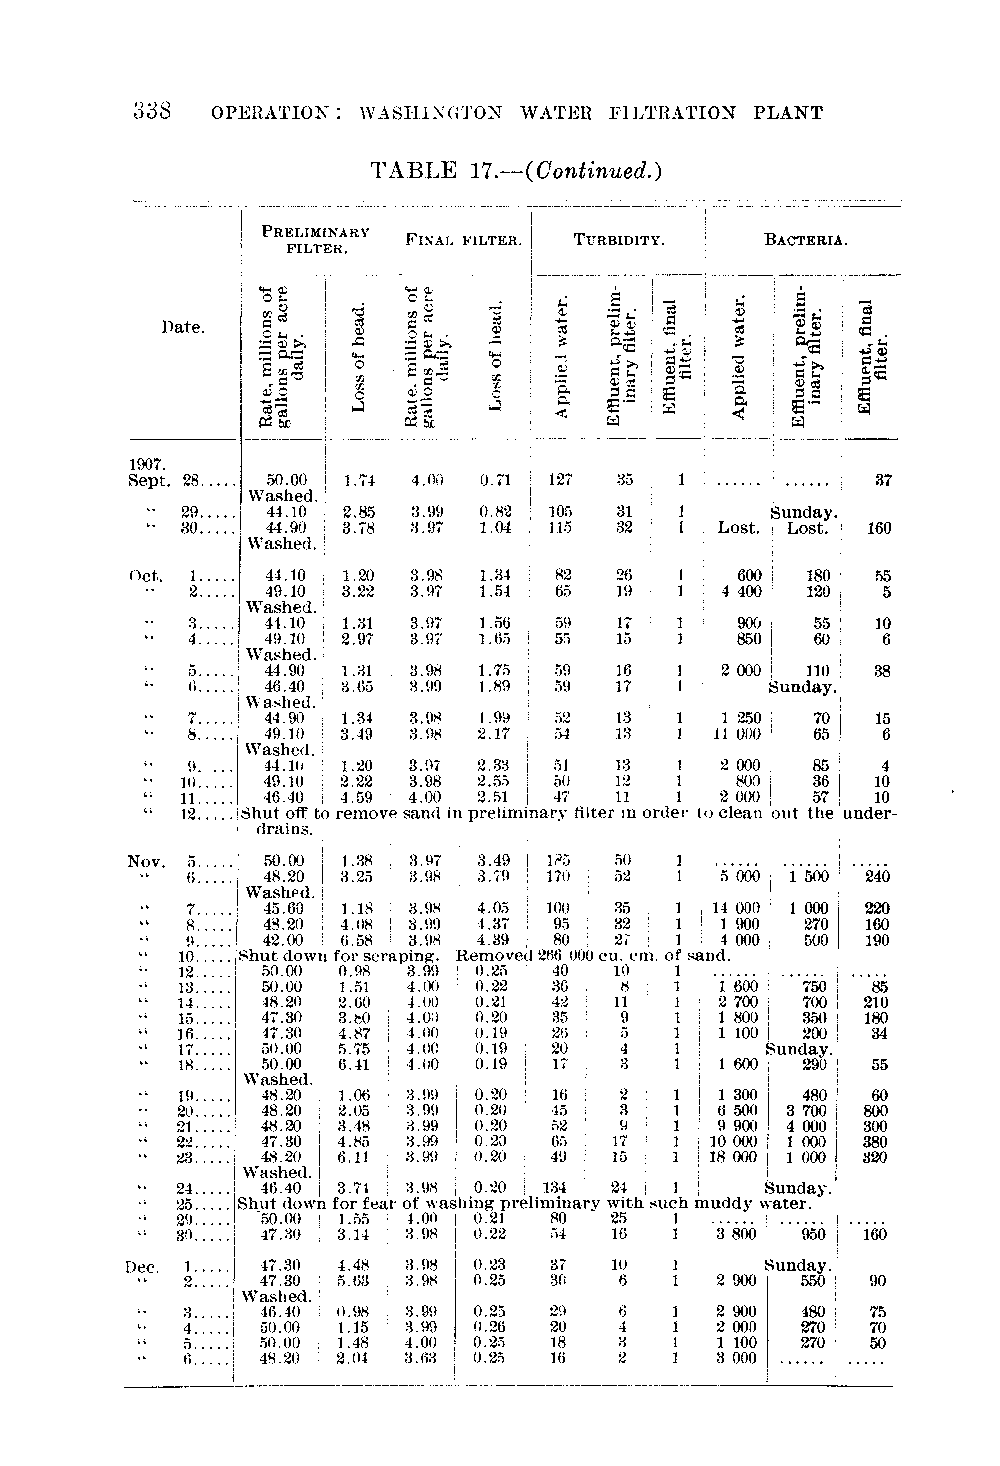 338 OPERATION: WASHINGTON WATER FILTRATION PLANT
TABLE 17.—(Continued.)
Date. PRELIMINARY FILTER. FINAL FILTER. TURBIDITY. BACTERIA.
Rate, millions of gallons per acre daily. Loss of head. Rate, millions of gallons per acre daily. Loss of head. Applied water. Effluent, preliminary filter. Effluent, final filter. Applied water. Effluent, preliminary filter. Effluent, final filter.
1907.
Sept. 28..... 50.00 1.74 4.00 0.71 127 35 1 ...... ...... 37
Washed.
" 29..... 44.10 2.85 3.99 0.82 105 31 1 Sunday.
" 30..... 44.90 3.78 3.97 1.04 115 32 1 Lost. Lost. 160
Washed.
Oct. 1..... 44.10 1.20 3.98 1.34 82 26 1 600 180 55
" 2..... 49.10 3.22 3.97 1.54 65 19 1 4 400 120 5
Washed.
" 3..... 44.10 1.31 3.97 1.56 59 17 1 900 55 10
" 4..... 49.10 2.97 3.97 1.65 55 15 1 850 60 6
Washed.
" 5..... 44.90 1.31 3.98 1.75 59 16 1 2 000 110 38
" 6..... 46.40 3.65 3.99 1.89 59 17 1 Sunday.
Washed.
" 7..... 44.90 1.34 3.98 1.99 52 13 1 1 250 70 15
" 8..... 49.10 3.49 3.98 2.17 54 13 1 11 000 65 6
Washed.
" 9..... 44.10 1.20 3.97 2.33 51 13 1 2 000 85 4
" 10..... 49.10 2.22 3.98 2.55 50 12 1 800 36 10
" 11..... 46.40 4.59 4.00 2.51 47 11 1 2 000 57 10
" 12..... Shut off to remove sand in preliminary filter in order to clean out the under-
drains.
Nov. 5..... 50.00 1.38 3.97 3.49 185 50 1 ...... ...... .....
" 6..... 48.20 3.25 3.98 3.79 170 52 1 5 000 1 500 240
Washed.
" 7..... 45.60 1.18 3.98 4.05 100 35 1 14 000 1 000 220
" 8..... 48.20 4.08 3.99 4.37 95 32 1 1 900 270 160
" 9..... 42.00 6.58 3.98 4.39 80 27 1 4 000 500 190
" 10..... Shut down for scraping. Removed 266 000 cu. cm. of sand.
" 12..... 50.00 0.98 3.99 0.25 40 10 1 ...... ...... .....
" 13..... 50.00 1.51 4.00 0.22 36 8 1 1 600 750 85
" 14..... 48.20 2.60 4.00 0.21 42 11 1 2 700 700 210
" 15..... 47.30 3.80 4.00 0.20 35 9 1 1 800 350 180
" 16..... 47.30 4.87 4.00 0.19 26 5 1 1 100 200 34
" 17..... 50.00 5.75 4.00 0.19 20 4 1 Sunday.
" 18..... 50.00 6.41 4.00 0.19 17 3 1 1 600 290 55
Washed.
" 19..... 48.20 1.06 3.99 0.20 16 2 1 1 300 480 60
" 20..... 48.20 2.05 3.99 0.20 45 3 1 6 500 3 700 800
" 21..... 48.20 3.48 3.99 0.20 52 9 1 9 900 4 000 300
" 22..... 47.30 4.85 3.99 0.20 65 17 1 10 000 1 000 380
" 23..... 48.20 6.11 3.99 0.20 49 15 1 18 000 1 000 320
Washed.
" 24..... 46.40 3.74 3.98 0.20 134 24 1 Sunday.
" 25..... Shut down for fear of washing preliminary with such muddy water.
" 29..... 50.00 1.55 4.00 0.21 80 25 1 ...... ...... .....
" 30..... 47.30 3.14 3.98 0.22 54 16 1 3 800 950 160
Dec. 1..... 47.30 4.48 3.98 0.23 37 10 1 Sunday.
" 2..... 47.30 5.63 3.98 0.25 30 6 1 2 900 550 90
Washed.
" 3..... 46.40 0.98 3.99 0.25 29 6 1 2 900 480 75
" 4..... 50.00 1.15 3.99 0.26 20 4 1 2 000 270 70
" 5..... 50.00 1.48 4.00 0.25 18 3 1 1 100 270 50
" 6..... 48.20 2.04 3.63 0.25 16 2 1 3 000 ...... .....